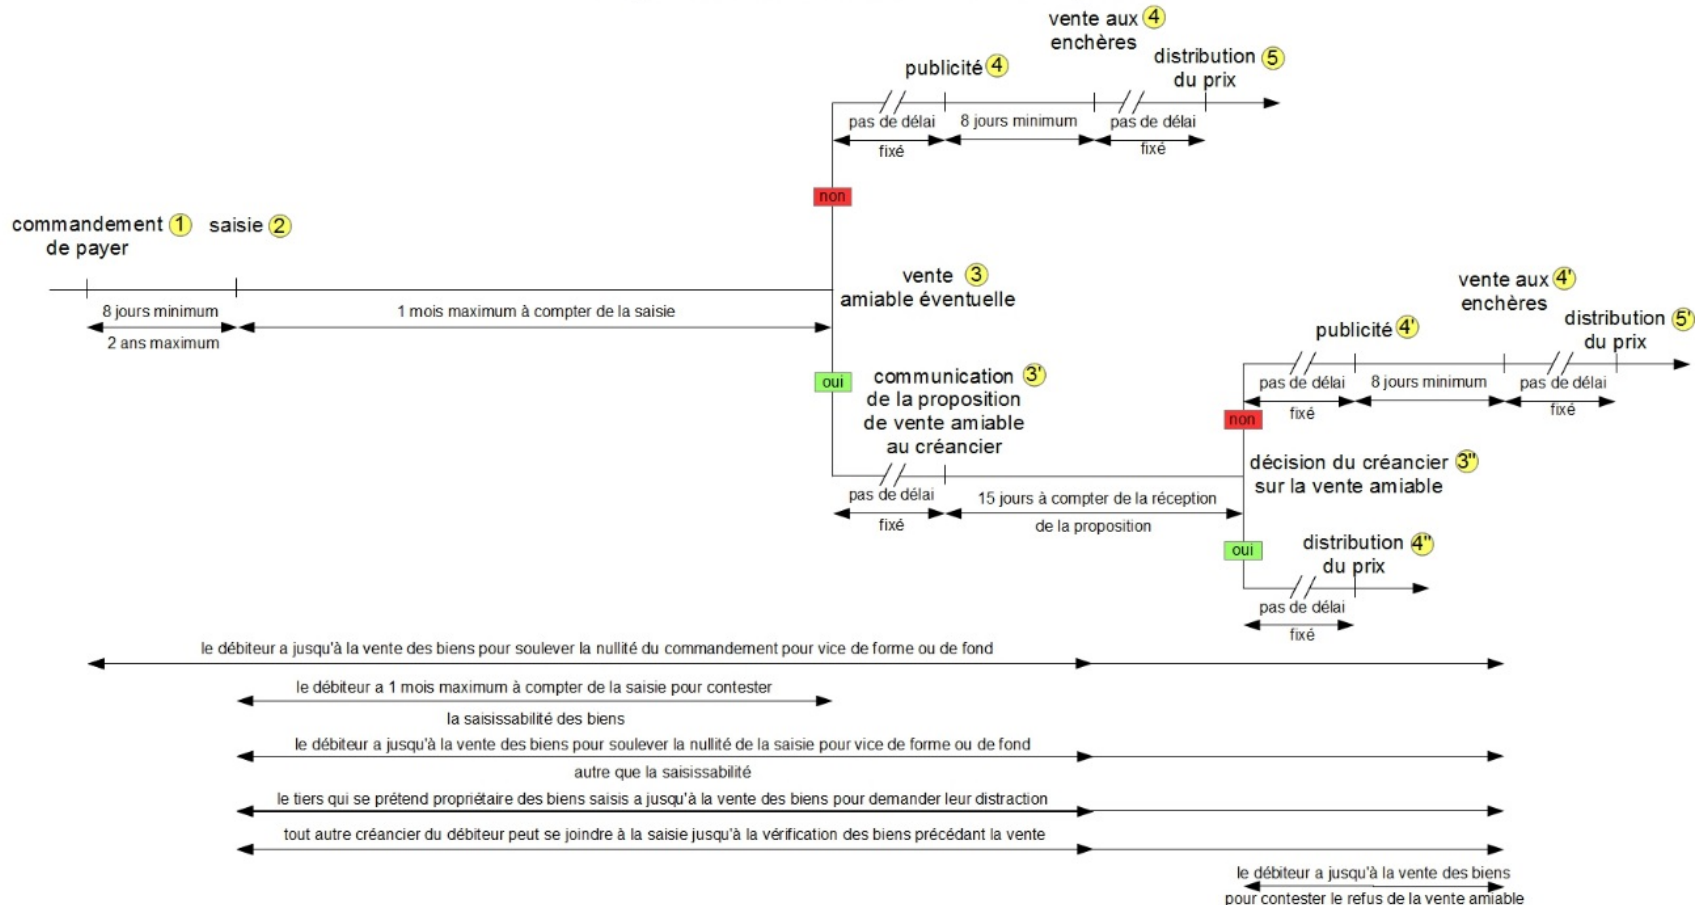 vente aux 4
enchères
publicité 4
distribution 5
du prix
pas de délai
fixé
8 jours minimum
pas de délai
fixé
non
commandement 1
de payer
saisie 2
8 jours minimum
2 ans maximum
1 mois maximum à compter de la saisie
vente 3
amiable éventuelle
oui
communication 3'
de la proposition
de vente amiable
au créancier
pas de délai
fixé
15 jours à compter de la réception
de la proposition
vente aux 4'
enchères
publicité 4'
distribution 5'
du prix
pas de délai
fixé
8 jours minimum
pas de délai
fixé
non
décision du créancier 3"
sur la vente amiable
oui
distribution 4"
du prix
pas de délai
fixé
le débiteur a jusqu'à la vente des biens pour soulever la nullité du commandement pour vice de forme ou de fond
le débiteur a 1 mois maximum à compter de la saisie pour contester
la saisissabilité des biens
le débiteur a jusqu'à la vente des biens pour soulever la nullité de la saisie pour vice de forme ou de fond
autre que la saisissabilité
le tiers qui se prétend propriétaire des biens saisis a jusqu'à la vente des biens pour demander leur distraction
tout autre créancier du débiteur peut se joindre à la saisie jusqu'à la vérification des biens précédant la vente
le débiteur a jusqu'à la vente des biens
pour contester le refus de la vente amiable